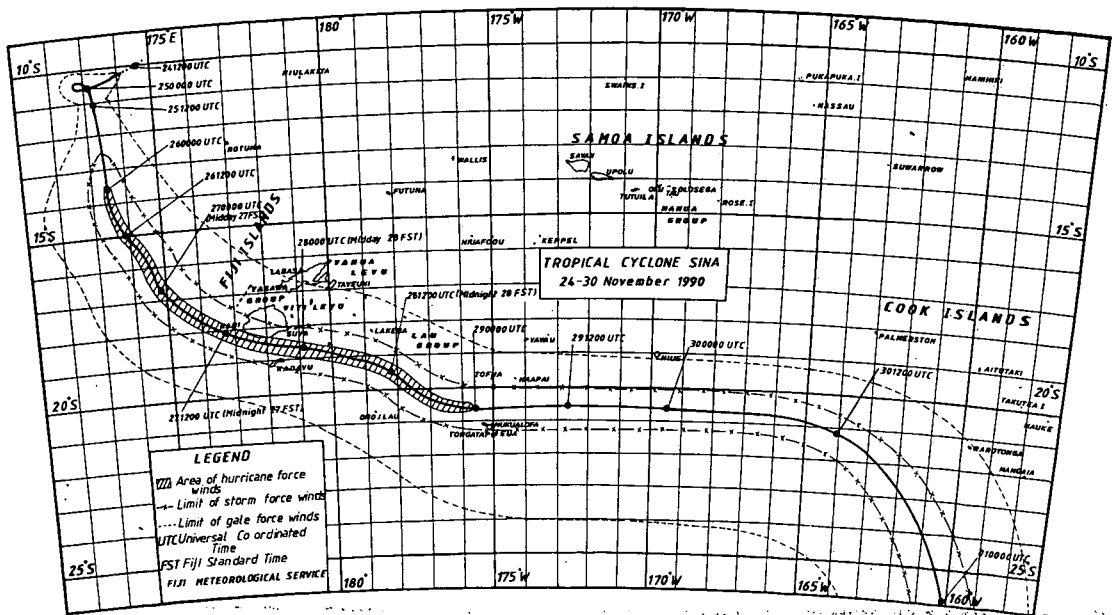 175°E
180°
175°W
170°W
165°W
160°W
10°S
10°S
241200 UTC
250000 UTC
251200 UTC
NIULAKITA
SWAINS.I
PUKAPUKA.I
NASSAU
MANIHIKI
260000 UTC
ROTUMA
261200 UTC
WALLIS
SAMOA ISLANDS
SAVAII
UPOLU
TUTUILA
MANUA
GROUP
ROSE.I
SUWARROW
270000 UTC
(Midday 27FST)
FUTUNA
15°S
15°S
FIJI ISLANDS
28000 UTC (Midday 28 FST)
NIUAFOOU
KEPPEL
TROPICAL CYCLONE SINA
24-30 November 1990
LABASA
VANUA
LEVU
TAVEUNI
YASAWA
GROUP
VITI LEVU
281200 UTC (Midnight 28 FST)
COOK ISLANDS
NADI
SUVA
LAKEBA
LAU
GROUP
290000 UTC
VAVAU
291200 UTC
NIUE
300000 UTC
PALMERSTON
301200 UTC
AITUTAKI
KADAVU
TOFUA
HAAPAI
20°S
20°S
TAKUTEA I
MAUKE
271200 UTC (Midnight 27 FST)
ONO I LAU
NUKUALOFA
TONGATAPU
EUA
RAROTONGA
MANGAIA
LEGEND
Area of hurricane force
winds
Limit of storm force winds
Limit of gale force winds
UTC Universal Co ordinated
Time
FST Fiji Standard Time
FIJI METEOROLOGICAL SERVICE
310000 UTC
25°S
25°S
180°
175°W
170°W
165°W
160°W